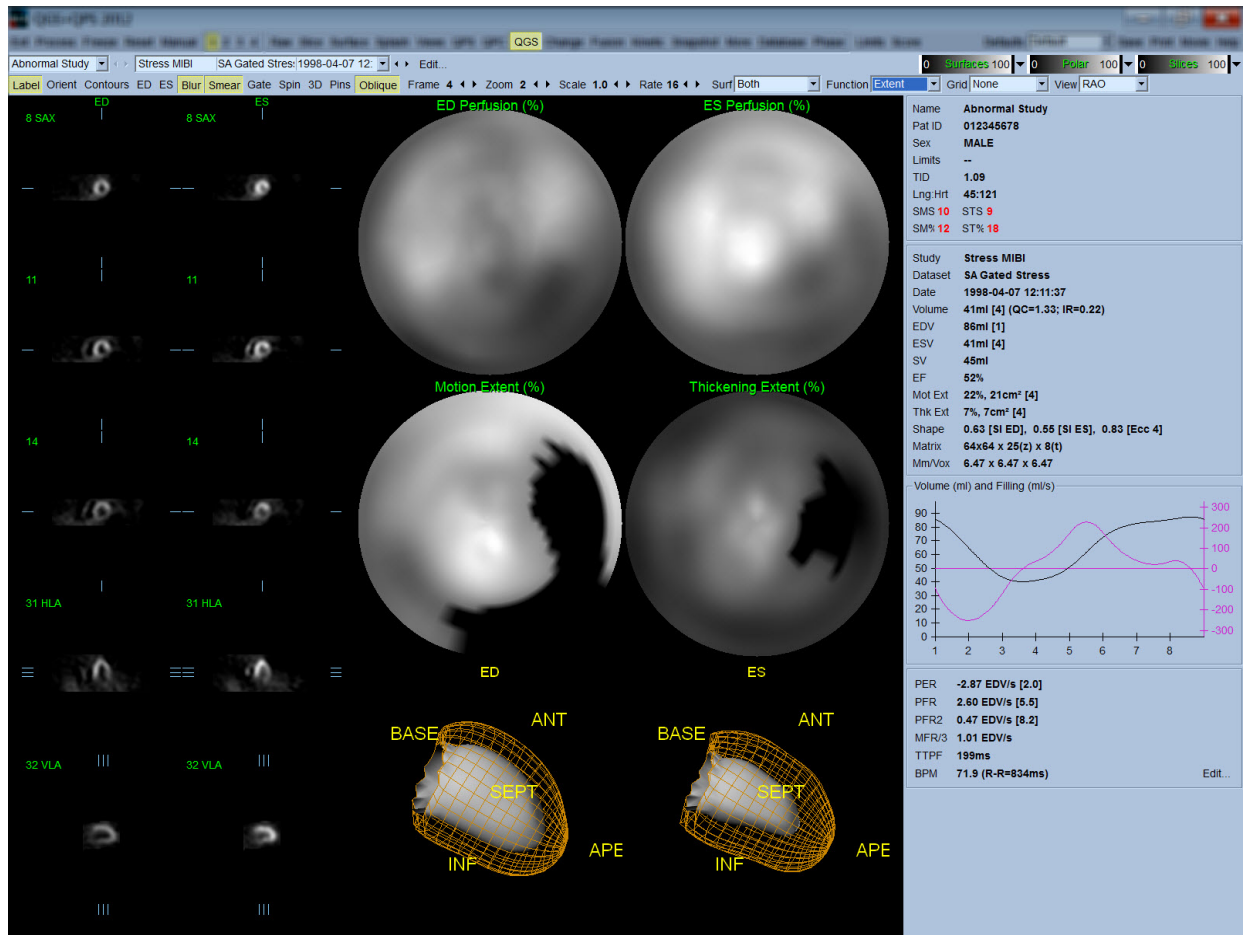 QGS+QPS 2012
QGS
Abnormal Study Stress MIBI SA Gated Stres: 1998-04-07 12: Edit...
0 Surfaces 100 0 Polar 100 0 Slices 100
Label Orient Contours ED ES Blur Smear Gate Spin 3D Pins Oblique Frame 4 Zoom 2 Scale 1.0 Rate 16 Surf Both Function Extent Grid None View RAO
ED ES
8 SAX 8 SAX
11 11
14 14
31 HLA 31 HLA
32 VLA 32 VLA
ED Perfusion (%) ES Perfusion (%)
Motion Extent (%) Thickening Extent (%)
ED ES
BASE ANT SEPT INF APE
BASE ANT SEPT INF APE
Name Abnormal Study
Pat ID 012345678
Sex MALE
Limits --
TID 1.09
Lng:Hrt 45:121
SMS 10 STS 9
SM% 12 ST% 18
Study Stress MIBI
Dataset SA Gated Stress
Date 1998-04-07 12:11:37
Volume 41ml [4] (QC=1.33; IR=0.22)
EDV 86ml [1]
ESV 41ml [4]
SV 45ml
EF 52%
Mot Ext 22%, 21cm² [4]
Thk Ext 7%, 7cm² [4]
Shape 0.63 [SI ED], 0.55 [SI ES], 0.83 [Ecc 4]
Matrix 64x64 x 25(z) x 8(t)
Mm/Vox 6.47 x 6.47 x 6.47
Volume (ml) and Filling (ml/s)
90 300
80 200
70 100
60
50 0
40 -100
30
20 -200
10 -300
0
1 2 3 4 5 6 7 8
PER -2.87 EDV/s [2.0]
PFR 2.60 EDV/s [5.5]
PFR2 0.47 EDV/s [8.2]
MFR/3 1.01 EDV/s
TTPF 199ms
BPM 71.9 (R-R=834ms) Edit...